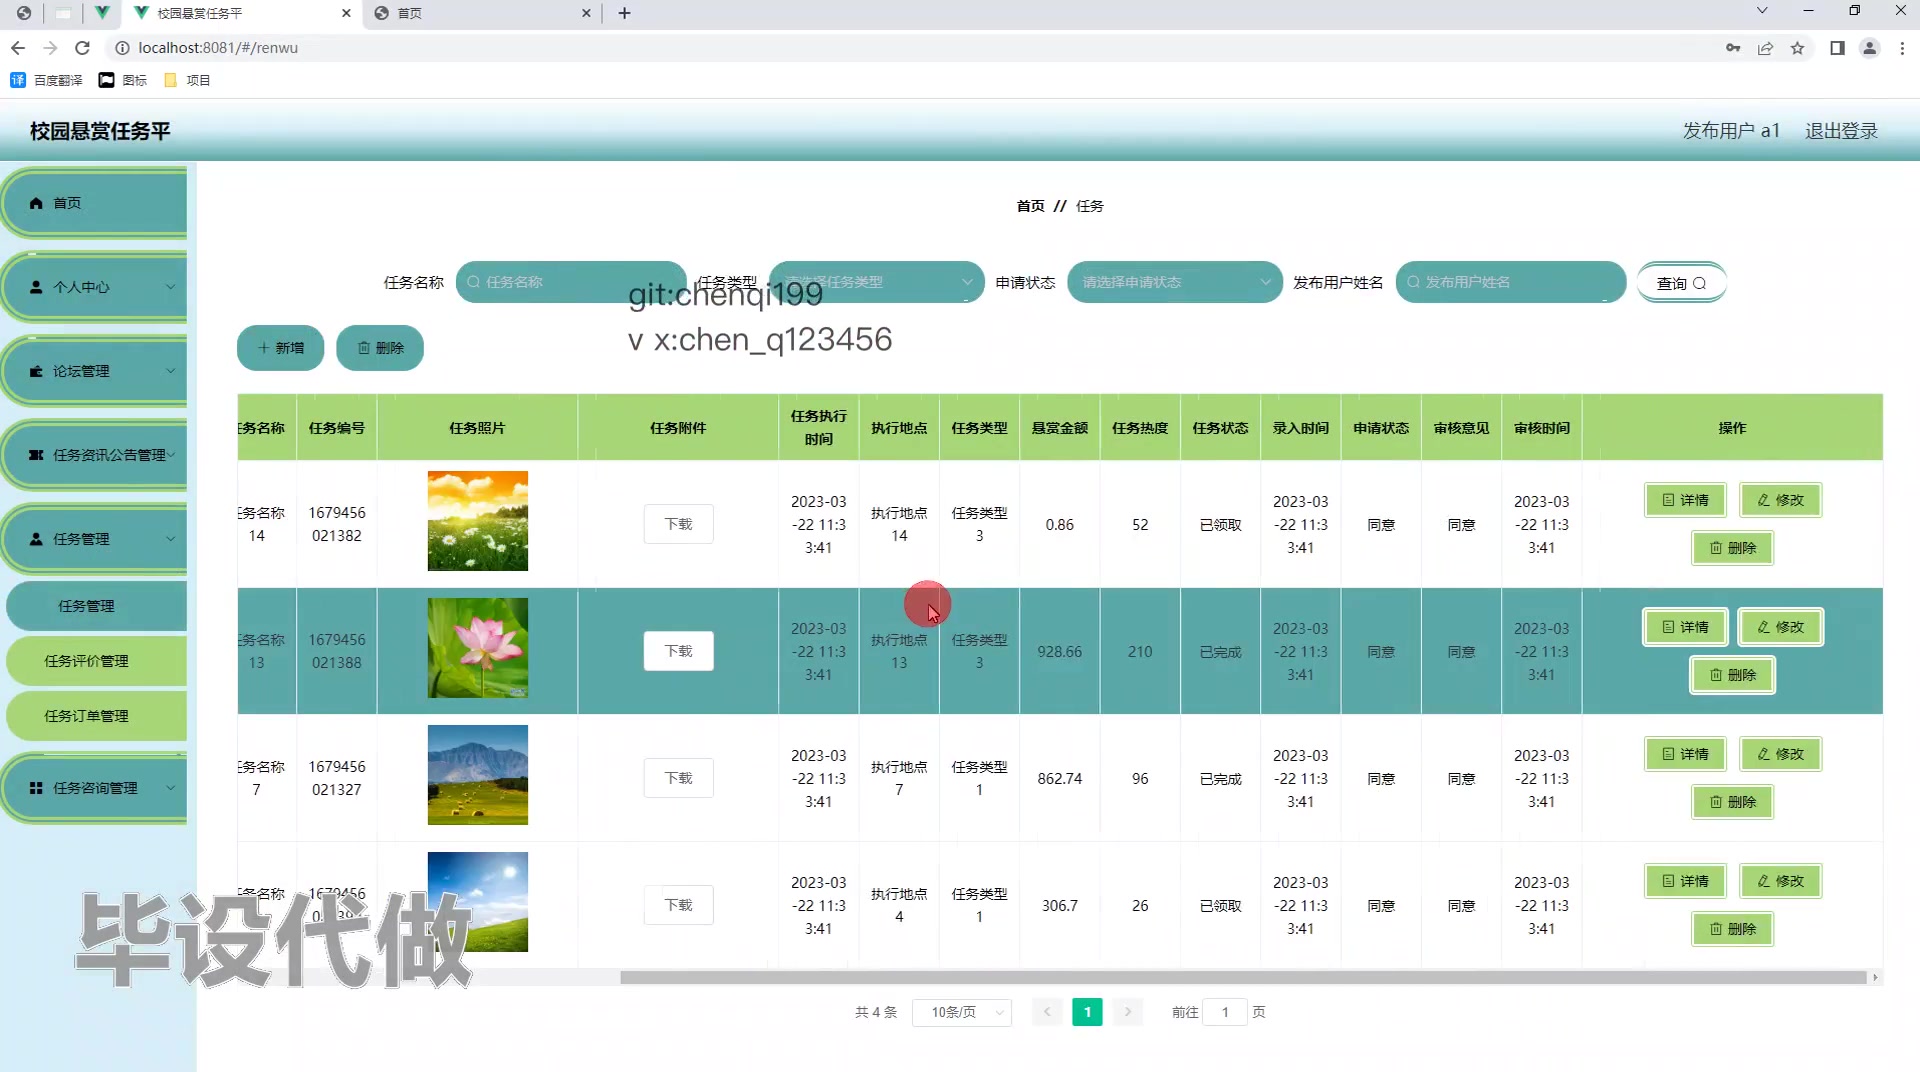 校园悬赏任务平
首页
localhost:8081/#/renwu
百度翻译
图标
项目
校园悬赏任务平
发布用户 a1
退出登录
首页
个人中心
论坛管理
任务资讯公告管理
任务管理
任务管理
任务评价管理
任务订单管理
任务咨询管理
首页 // 任务
任务名称 任务名称 任务类型 请选择任务类型 申请状态 请选择申请状态 发布用户姓名 发布用户姓名 查询
git:chenqi199
v x:chen_q123456
新增 删除
任务名称 任务编号 任务照片 任务附件 任务执行时间 执行地点 任务类型 悬赏金额 任务热度 任务状态 录入时间 申请状态 审核意见 审核时间 操作
任务名称14 1679456021382 下载 2023-03-22 11:33:41 执行地点14 任务类型3 0.86 52 已领取 2023-03-22 11:33:41 同意 同意 2023-03-22 11:33:41 详情 修改 删除
任务名称13 1679456021388 下载 2023-03-22 11:33:41 执行地点13 任务类型3 928.66 210 已完成 2023-03-22 11:33:41 同意 同意 2023-03-22 11:33:41 详情 修改 删除
任务名称7 1679456021327 下载 2023-03-22 11:33:41 执行地点7 任务类型1 862.74 96 已完成 2023-03-22 11:33:41 同意 同意 2023-03-22 11:33:41 详情 修改 删除
任务名称 1679456 下载 2023-03-22 11:33:41 执行地点4 任务类型1 306.7 26 已领取 2023-03-22 11:33:41 同意 同意 2023-03-22 11:33:41 详情 修改 删除
毕设代做
共 4 条 10条/页 1 前往 1 页